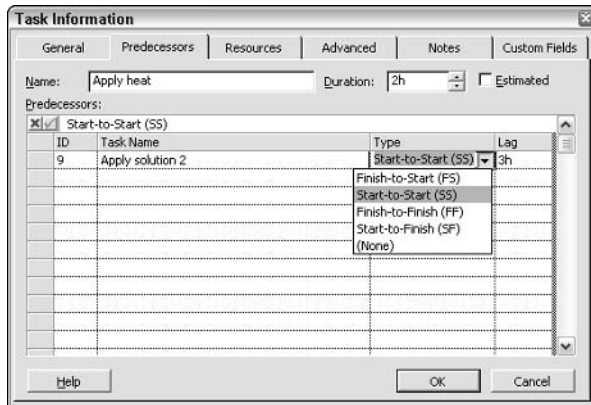 Task Information
General Predecessors Resources Advanced Notes Custom Fields
Name: Apply heat Duration: 2h Estimated
Predecessors:
Start-to-Start (SS)
ID Task Name Type Lag
9 Apply solution 2 Start-to-Start (SS) 3h
Finish-to-Start (FS)
Start-to-Start (SS)
Finish-to-Finish (FF)
Start-to-Finish (SF)
(None)
Help OK Cancel